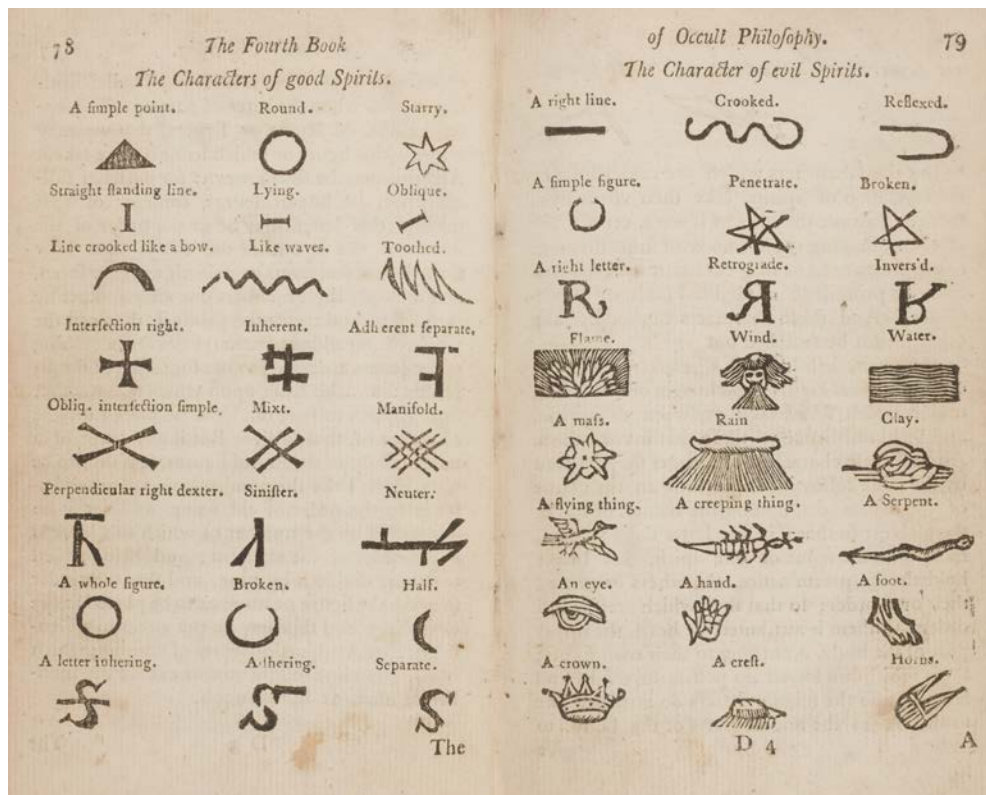 78 The Fourth Book
The Characters of good Spirits.
A ſimple point. Round. Starry.
Straight ſtanding line. Lying. Oblique.
Line crooked like a bow. Like waves. Toothed.
Interſection right. Inherent. Adherent ſeparate.
Obliq. interſection ſimple. Mixt. Manifold.
Perpendicular right dexter. Siniſter. Neuter.
A whole figure. Broken. Half.
A letter inhering. Adhering. Separate.
The
of Occult Philoſophy. 79
The Character of evil Spirits.
A right line. Crooked. Reflexed.
A ſimple figure. Penetrate. Broken.
A right letter. Retrograde. Invers'd.
R R R
Flame. Wind. Water.
A maſs. Rain Clay.
A flying thing. A creeping thing. A Serpent.
An eye. A hand. A foot.
A crown. A creſt. Horns.
D 4 A